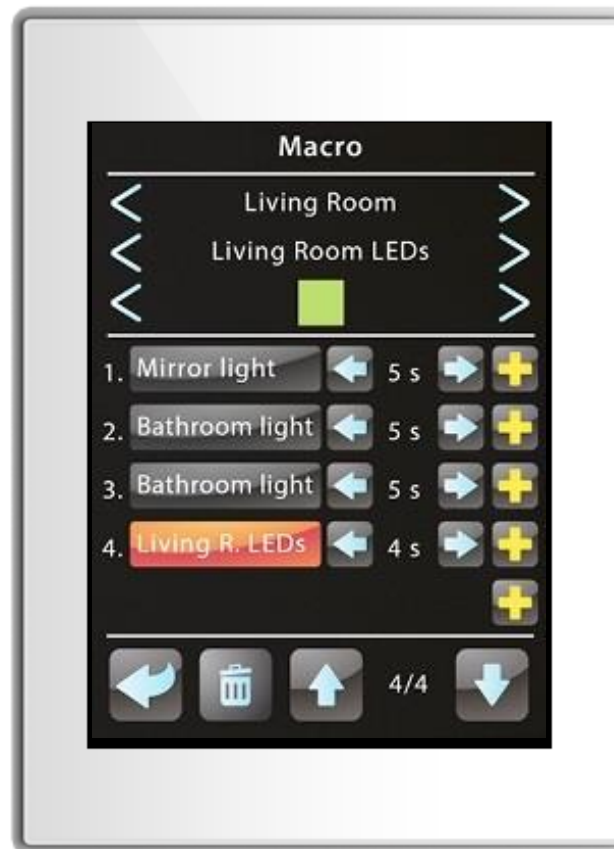 Macro
Living Room
Living Room LEDs
1. Mirror light 5 s
2. Bathroom light 5 s
3. Bathroom light 5 s
4. Living R. LEDs 4 s
4/4